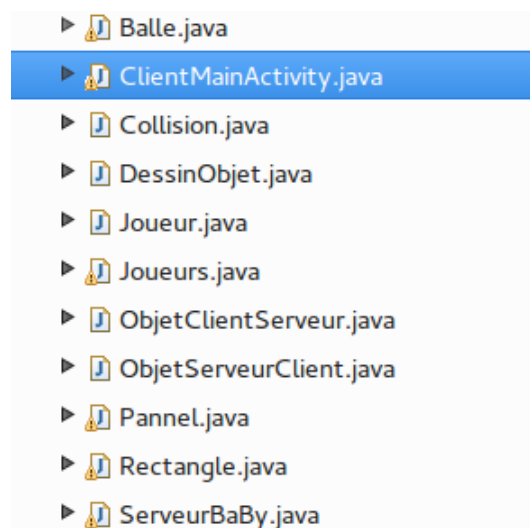 Balle.java
ClientMainActivity.java
Collision.java
DessinObjet.java
Joueur.java
Joueurs.java
ObjetClientServeur.java
ObjetServeurClient.java
Pannel.java
Rectangle.java
ServeurBaBy.java